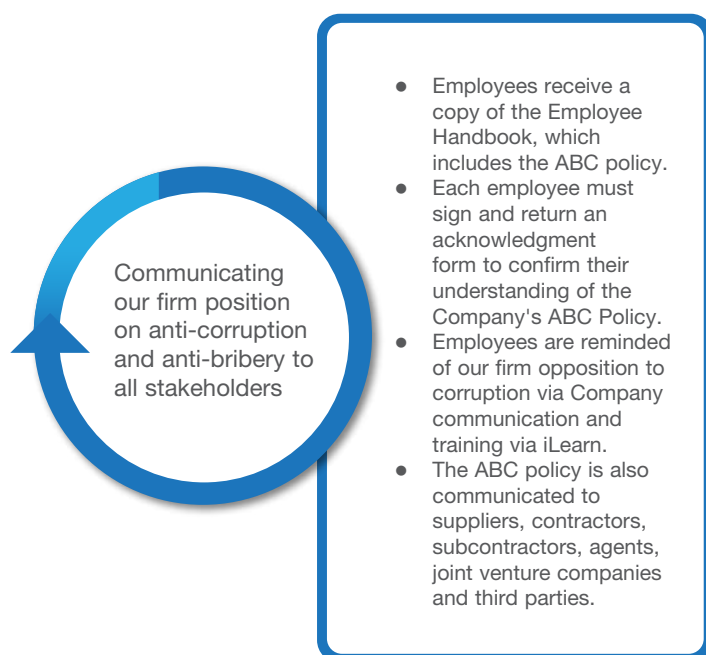 Communicating
our firm position
on anti-corruption
and anti-bribery to
all stakeholders
● Employees receive a
copy of the Employee
Handbook, which
includes the ABC policy.
● Each employee must
sign and return an
acknowledgment
form to confirm their
understanding of the
Company's ABC Policy.
● Employees are reminded
of our firm opposition to
corruption via Company
communication and
training via iLearn.
● The ABC policy is also
communicated to
suppliers, contractors,
subcontractors, agents,
joint venture companies
and third parties.